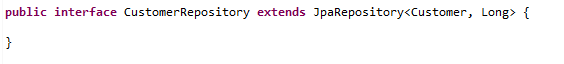 public interface CustomerRepository extends JpaRepository<Customer, Long> {
}